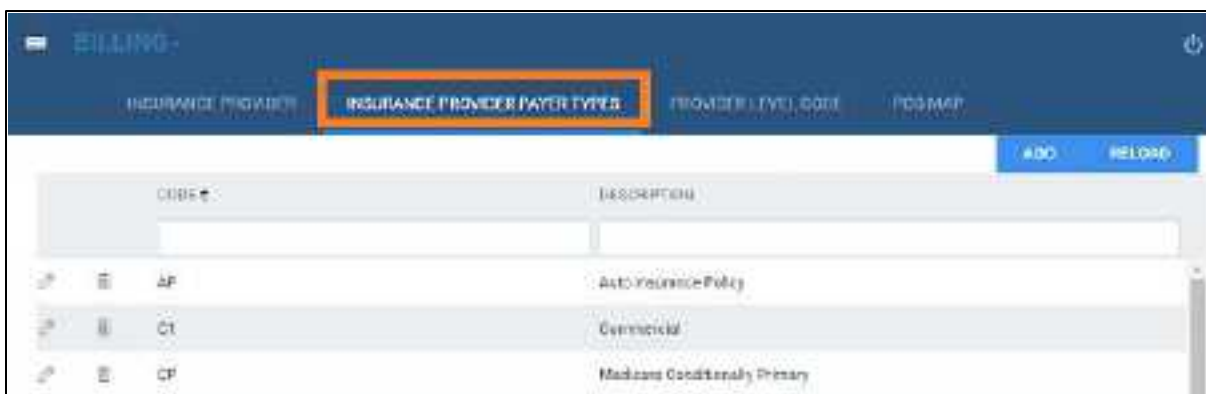 BILLING
INSURANCE PROVIDER INSURANCE PROVIDER PAYER TYPES PROVIDER LEVEL CODE POS MAP
ADD RELOAD
CODE DESCRIPTION
AP Auto Insurance Policy
C1 Commercial
CP Medicare Conditionally Primary